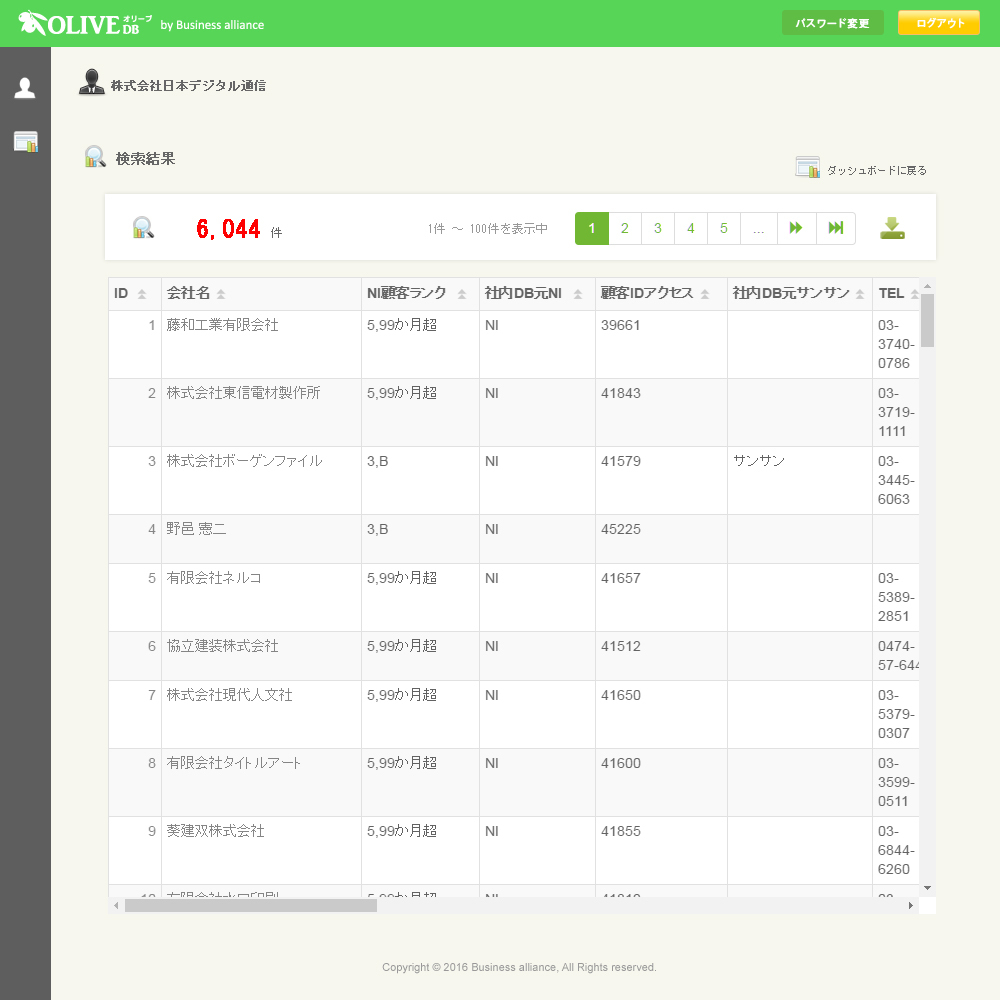 OLIVE オリーブ DB by Business alliance
パスワード変更
ログアウト
株式会社日本デジタル通信
検索結果
ダッシュボードに戻る
6,044 件
1件 ～ 100件を表示中
1 2 3 4 5 ...
ID 会社名 NI顧客ランク 社内DB元NI 顧客IDアクセス 社内DB元サンサン TEL
1 藤和工業有限会社 5,99か月超 NI 39661 03-
3740-
0786
2 株式会社東信電材製作所 5,99か月超 NI 41843 03-
3719-
1111
3 株式会社ボーゲンファイル 3,B NI 41579 サンサン 03-
3445-
6063
4 野邑 憲二 3,B NI 45225
5 有限会社ネルコ 5,99か月超 NI 41657 03-
5389-
2851
6 協立建装株式会社 5,99か月超 NI 41512 0474-
57-644
7 株式会社現代人文社 5,99か月超 NI 41650 03-
5379-
0307
8 有限会社タイトルアート 5,99か月超 NI 41600 03-
3599-
0511
9 葵建双株式会社 5,99か月超 NI 41855 03-
6844-
6260
Copyright © 2016 Business alliance, All Rights reserved.